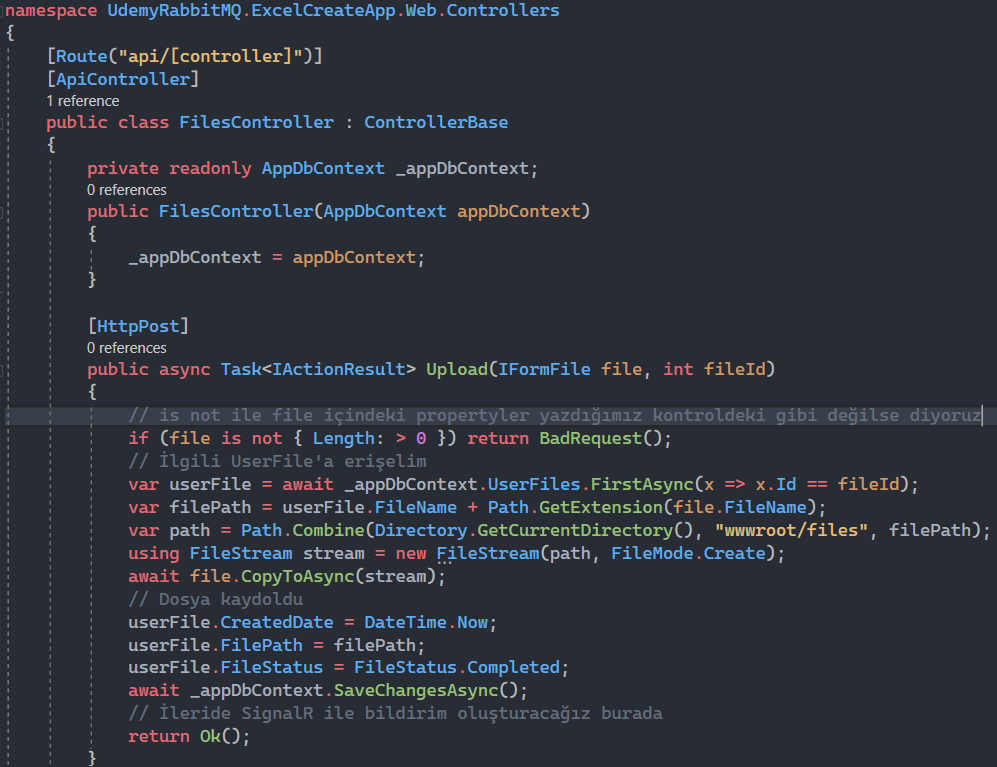 namespace UdemyRabbitMQ.ExcelCreateApp.Web.Controllers
{
[Route("api/[controller]")]
[ApiController]
1 reference
public class FilesController : ControllerBase
{
private readonly AppDbContext _appDbContext;
0 references
public FilesController(AppDbContext appDbContext)
{
_appDbContext = appDbContext;
}
[HttpPost]
0 references
public async Task<IActionResult> Upload(IFormFile file, int fileId)
{
// is not ile file içindeki propertyler yazdığımız kontroldeki gibi değilse diyoruz
if (file is not { Length: > 0 }) return BadRequest();
// İlgili UserFile'a erişelim
var userFile = await _appDbContext.UserFiles.FirstAsync(x => x.Id == fileId);
var filePath = userFile.FileName + Path.GetExtension(file.FileName);
var path = Path.Combine(Directory.GetCurrentDirectory(), "wwwroot/files", filePath);
using FileStream stream = new FileStream(path, FileMode.Create);
await file.CopyToAsync(stream);
// Dosya kaydoldu
userFile.CreatedDate = DateTime.Now;
userFile.FilePath = filePath;
userFile.FileStatus = FileStatus.Completed;
await _appDbContext.SaveChangesAsync();
// İleride SignalR ile bildirim oluşturacağız burada
return Ok();
}